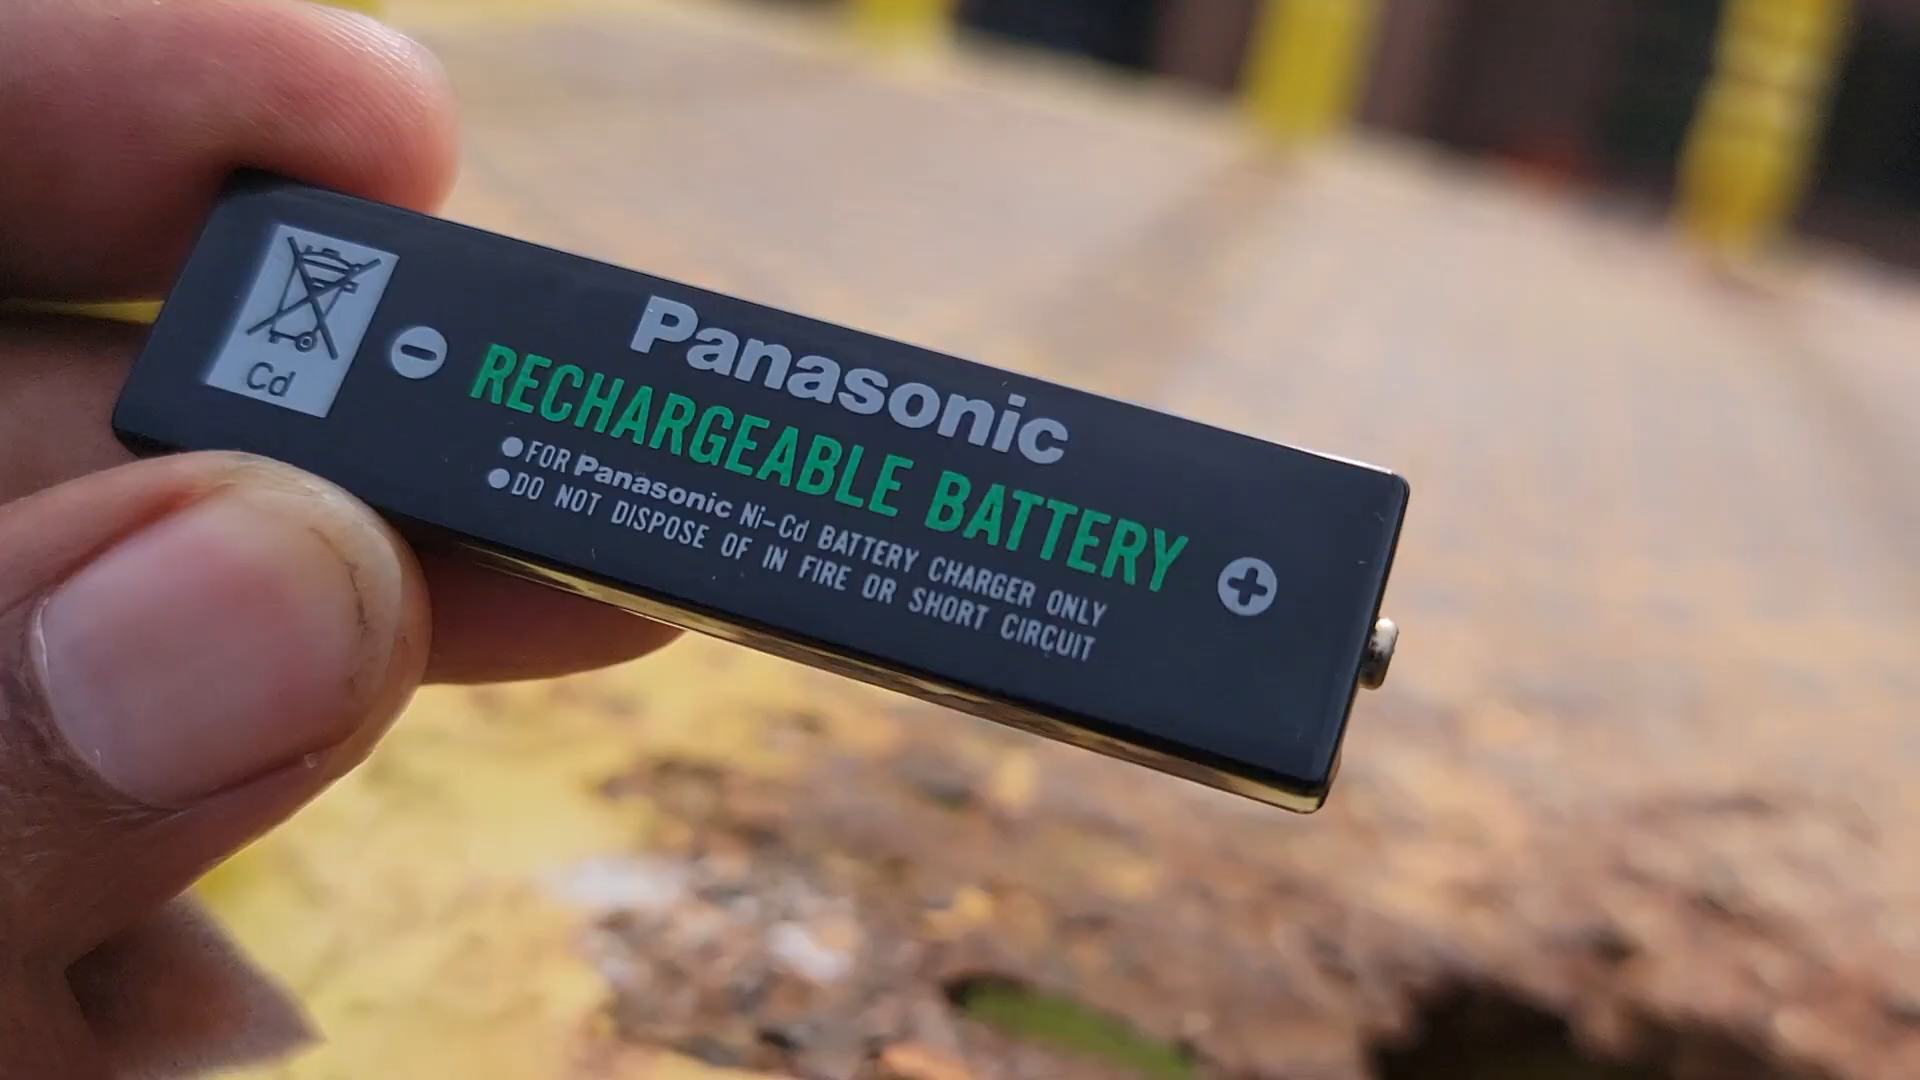 Panasonic
RECHARGEABLE BATTERY
●FOR Panasonic Ni-Cd BATTERY CHARGER ONLY
●DO NOT DISPOSE OF IN FIRE OR SHORT CIRCUIT
Cd